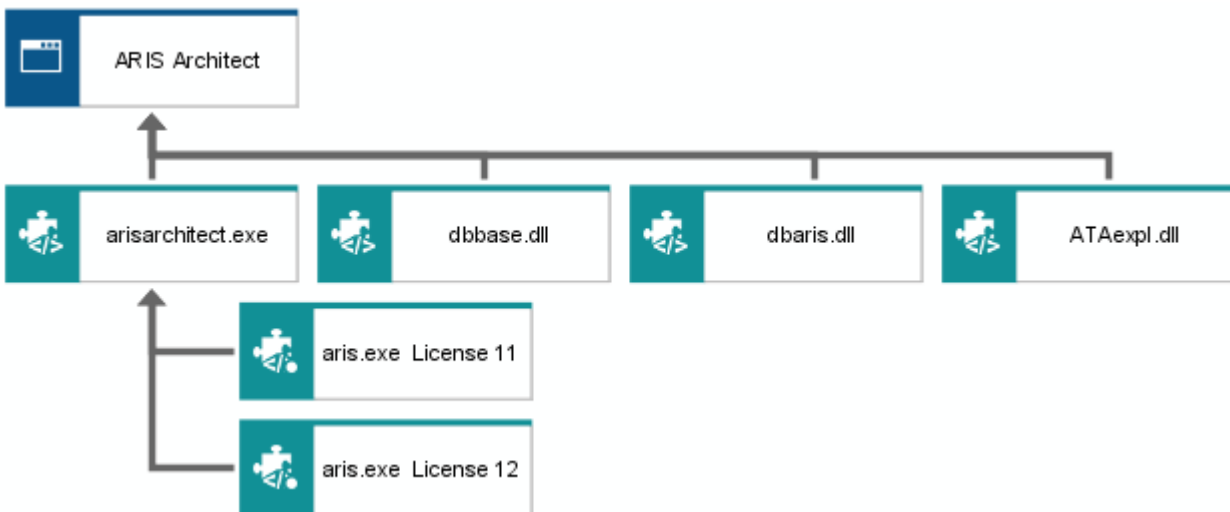 ARIS Architect
arisarchitect.exe
dbbase.dll
dbaris.dll
ATAexpl.dll
aris.exe License 11
aris.exe License 12